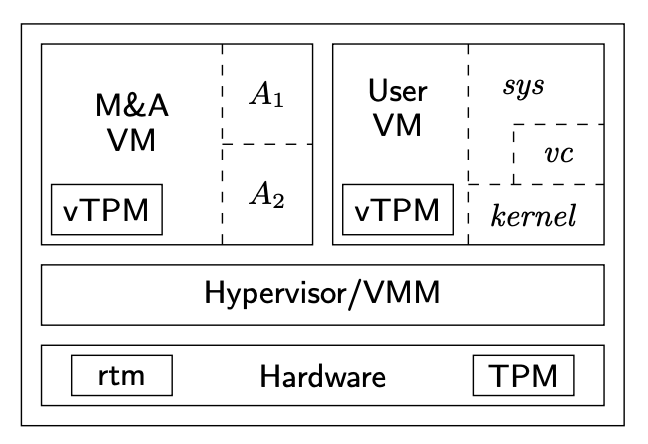 M&A
VM
A₁
A₂
vTPM
User
VM
sys
vc
kernel
vTPM
Hypervisor/VMM
rtm
Hardware
TPM